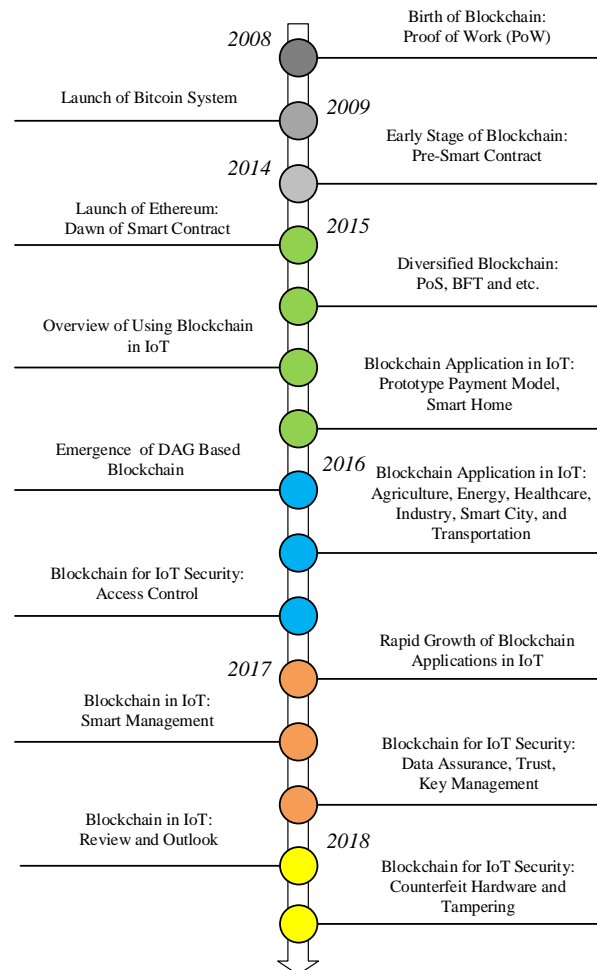 Birth of Blockchain:
Proof of Work (PoW)
2008
Launch of Bitcoin System
2009
Early Stage of Blockchain:
Pre-Smart Contract
2014
Launch of Ethereum:
Dawn of Smart Contract
2015
Diversified Blockchain:
PoS, BFT and etc.
Overview of Using Blockchain
in IoT
Blockchain Application in IoT:
Prototype Payment Model,
Smart Home
Emergence of DAG Based
Blockchain
2016
Blockchain Application in IoT:
Agriculture, Energy, Healthcare,
Industry, Smart City, and
Transportation
Blockchain for IoT Security:
Access Control
Rapid Growth of Blockchain
Applications in IoT
2017
Blockchain in IoT:
Smart Management
Blockchain for IoT Security:
Data Assurance, Trust,
Key Management
Blockchain in IoT:
Review and Outlook
2018
Blockchain for IoT Security:
Counterfeit Hardware and
Tampering